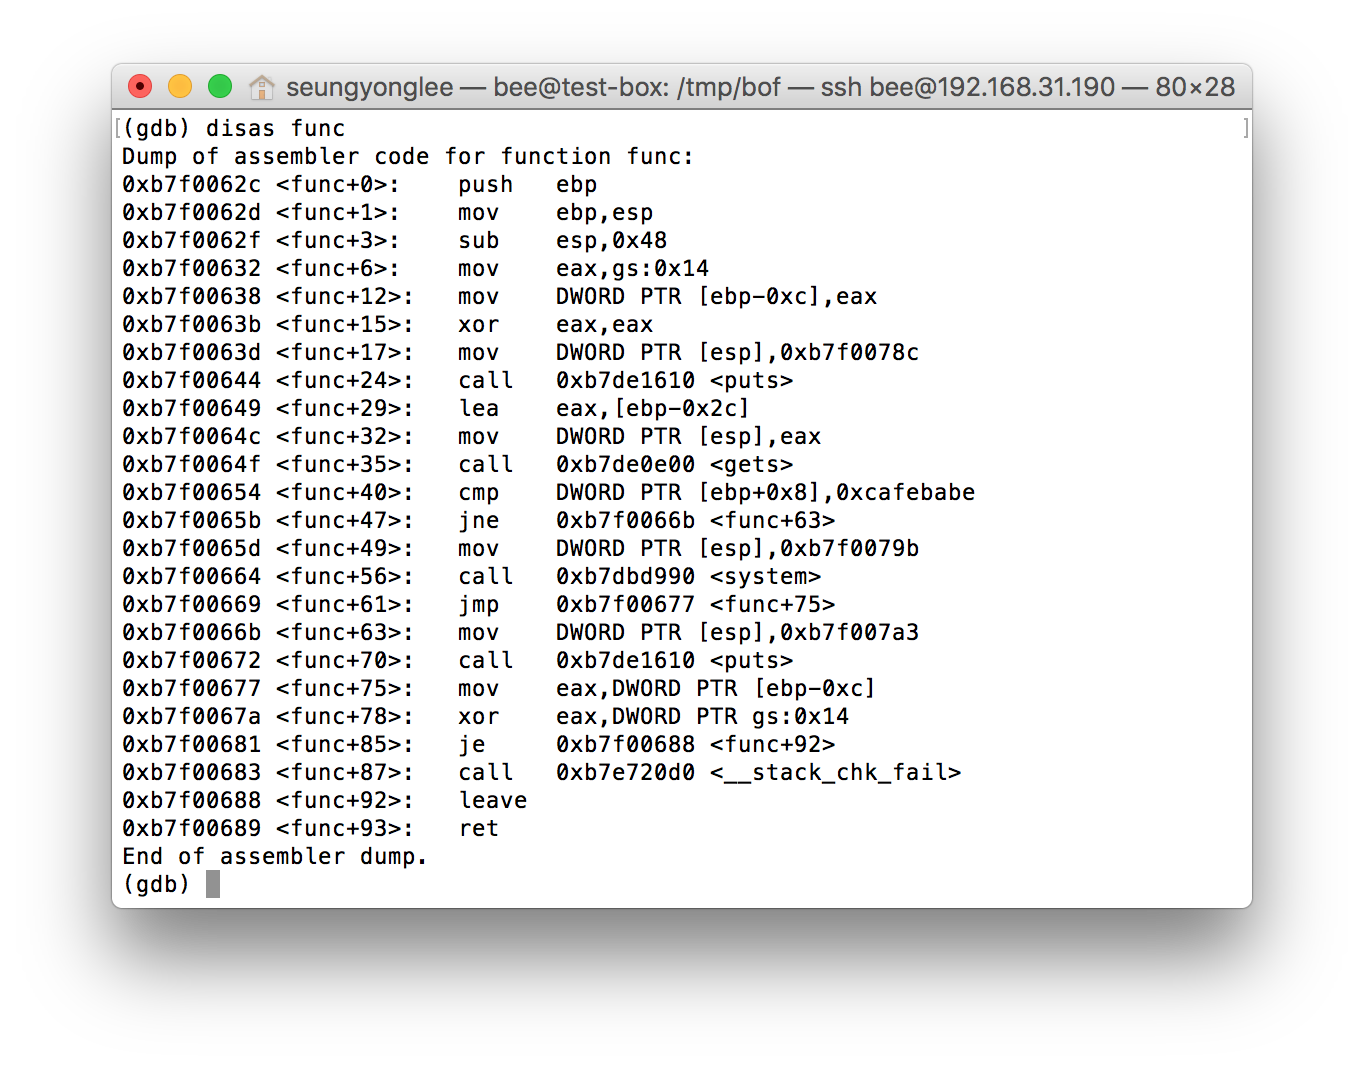 seungyonglee — bee@test-box: /tmp/bof — ssh bee@192.168.31.190 — 80×28
[(gdb) disas func ]
Dump of assembler code for function func:
0xb7f0062c <func+0>:    push   ebp
0xb7f0062d <func+1>:    mov    ebp,esp
0xb7f0062f <func+3>:    sub    esp,0x48
0xb7f00632 <func+6>:    mov    eax,gs:0x14
0xb7f00638 <func+12>:   mov    DWORD PTR [ebp-0xc],eax
0xb7f0063b <func+15>:   xor    eax,eax
0xb7f0063d <func+17>:   mov    DWORD PTR [esp],0xb7f0078c
0xb7f00644 <func+24>:   call   0xb7de1610 <puts>
0xb7f00649 <func+29>:   lea    eax,[ebp-0x2c]
0xb7f0064c <func+32>:   mov    DWORD PTR [esp],eax
0xb7f0064f <func+35>:   call   0xb7de0e00 <gets>
0xb7f00654 <func+40>:   cmp    DWORD PTR [ebp+0x8],0xcafebabe
0xb7f0065b <func+47>:   jne    0xb7f0066b <func+63>
0xb7f0065d <func+49>:   mov    DWORD PTR [esp],0xb7f0079b
0xb7f00664 <func+56>:   call   0xb7dbd990 <system>
0xb7f00669 <func+61>:   jmp    0xb7f00677 <func+75>
0xb7f0066b <func+63>:   mov    DWORD PTR [esp],0xb7f007a3
0xb7f00672 <func+70>:   call   0xb7de1610 <puts>
0xb7f00677 <func+75>:   mov    eax,DWORD PTR [ebp-0xc]
0xb7f0067a <func+78>:   xor    eax,DWORD PTR gs:0x14
0xb7f00681 <func+85>:   je     0xb7f00688 <func+92>
0xb7f00683 <func+87>:   call   0xb7e720d0 <__stack_chk_fail>
0xb7f00688 <func+92>:   leave
0xb7f00689 <func+93>:   ret
End of assembler dump.
(gdb)